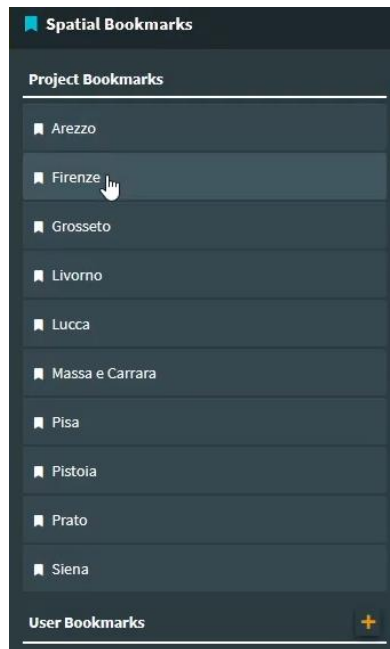 Spatial Bookmarks
Project Bookmarks
Arezzo
Firenze
Grosseto
Livorno
Lucca
Massa e Carrara
Pisa
Pistoia
Prato
Siena
User Bookmarks +